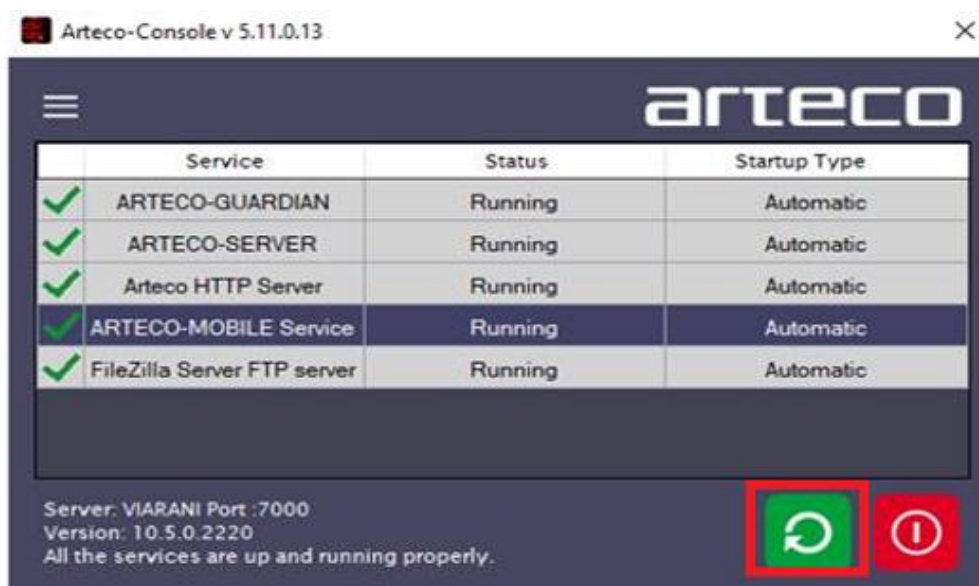 Arteco-Console v 5.11.0.13
arteco
Service Status Startup Type
ARTECO-GUARDIAN Running Automatic
ARTECO-SERVER Running Automatic
Arteco HTTP Server Running Automatic
ARTECO-MOBILE Service Running Automatic
FileZilla Server FTP server Running Automatic
Server: VIARANI Port :7000
Version: 10.5.0.2220
All the services are up and running properly.